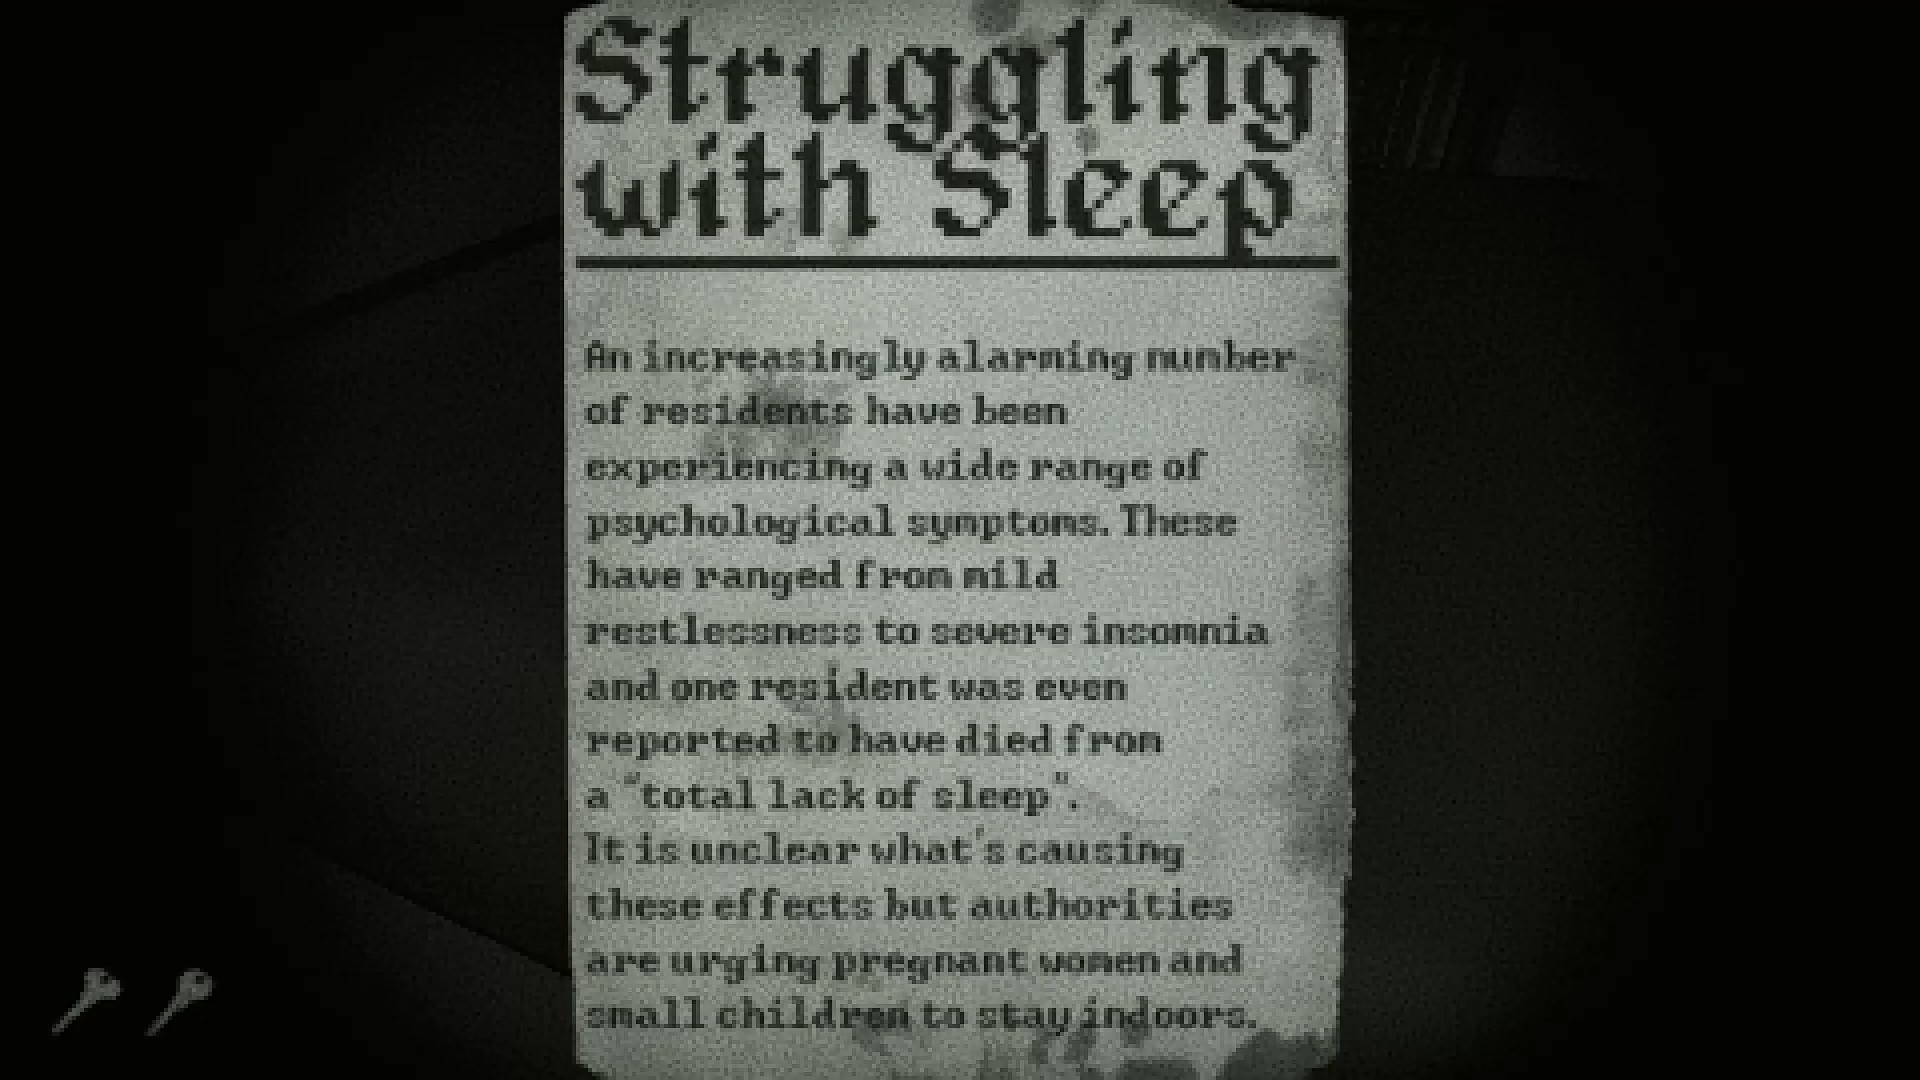 Struggling
with Sleep
An increasingly alarming number
of residents have been
experiencing a wide range of
psychological symptoms. These
have ranged from mild
restlessness to severe insomnia
and one resident was even
reported to have died from
a "total lack of sleep".
It is unclear what's causing
these effects but authorities
are urging pregnant women and
small children to stay indoors.